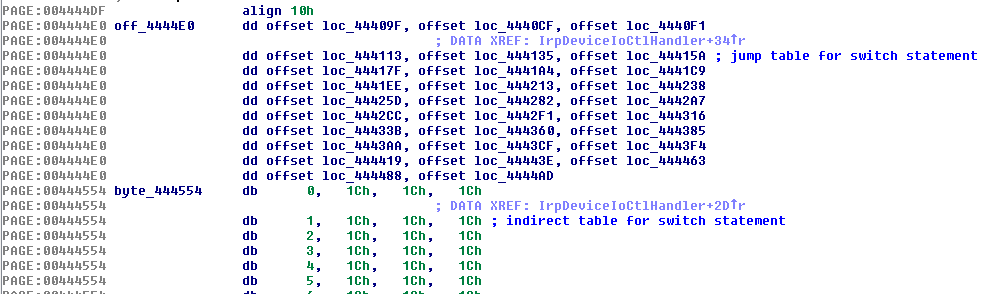 PAGE:004444DF align 10h
PAGE:004444E0 off_4444E0 dd offset loc_44409F, offset loc_4440CF, offset loc_4440F1
PAGE:004444E0 ; DATA XREF: IrpDeviceIoCtlHandler+34↑r
PAGE:004444E0 dd offset loc_444113, offset loc_444135, offset loc_44415A ; jump table for switch statement
PAGE:004444E0 dd offset loc_44417F, offset loc_4441A4, offset loc_4441C9
PAGE:004444E0 dd offset loc_4441EE, offset loc_444213, offset loc_444238
PAGE:004444E0 dd offset loc_44425D, offset loc_444282, offset loc_4442A7
PAGE:004444E0 dd offset loc_4442CC, offset loc_4442F1, offset loc_444316
PAGE:004444E0 dd offset loc_44433B, offset loc_444360, offset loc_444385
PAGE:004444E0 dd offset loc_4443AA, offset loc_4443CF, offset loc_4443F4
PAGE:004444E0 dd offset loc_444419, offset loc_44443E, offset loc_444463
PAGE:004444E0 dd offset loc_444488, offset loc_4444AD
PAGE:00444554 byte_444554 db 0, 1Ch, 1Ch, 1Ch
PAGE:00444554 ; DATA XREF: IrpDeviceIoCtlHandler+2D↑r
PAGE:00444554 db 1, 1Ch, 1Ch, 1Ch ; indirect table for switch statement
PAGE:00444554 db 2, 1Ch, 1Ch, 1Ch
PAGE:00444554 db 3, 1Ch, 1Ch, 1Ch
PAGE:00444554 db 4, 1Ch, 1Ch, 1Ch
PAGE:00444554 db 5, 1Ch, 1Ch, 1Ch